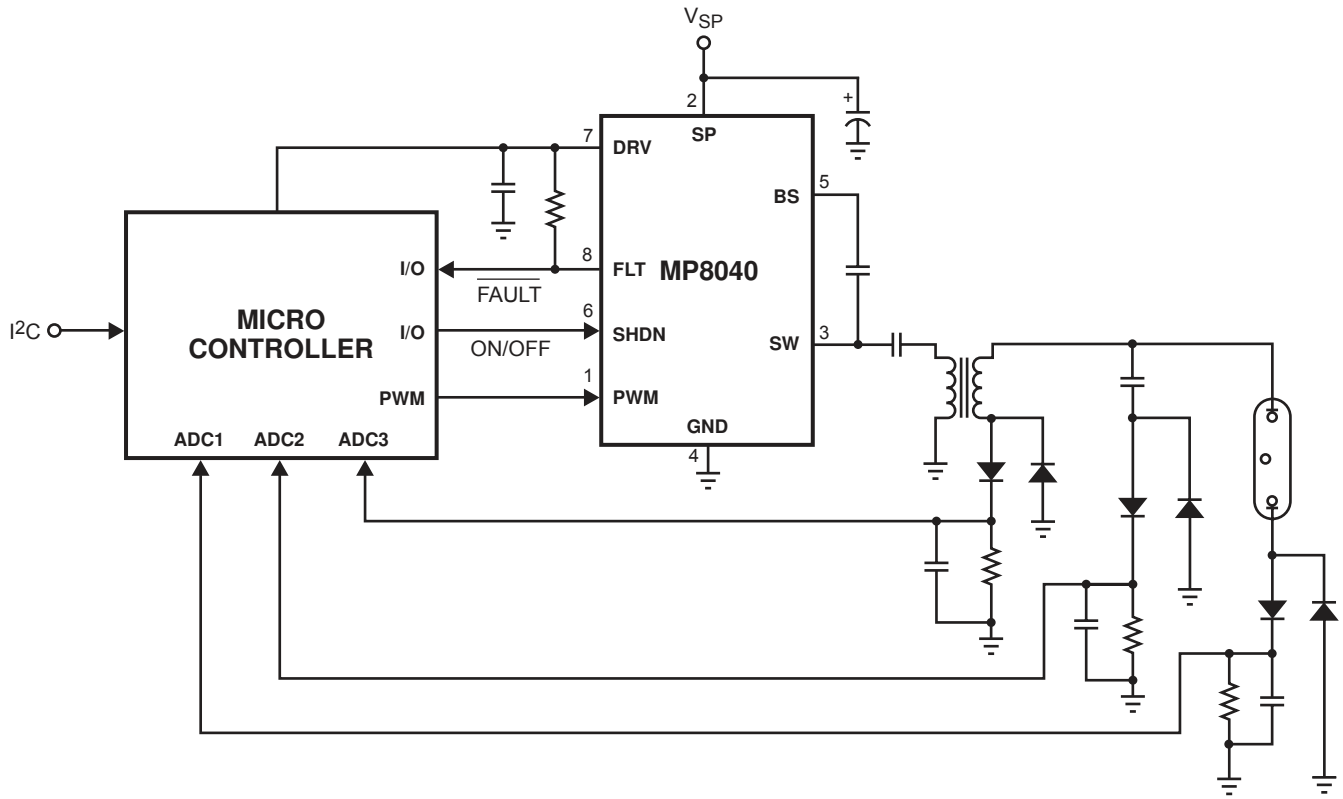 VSP
2
+
7
SP
DRV
5
BS
I/O
8
FLT
MP8040
FAULT
I²C
MICRO
CONTROLLER
6
I/O
SHDN
ON/OFF
3
SW
1
PWM
PWM
GND
ADC1 ADC2 ADC3
4